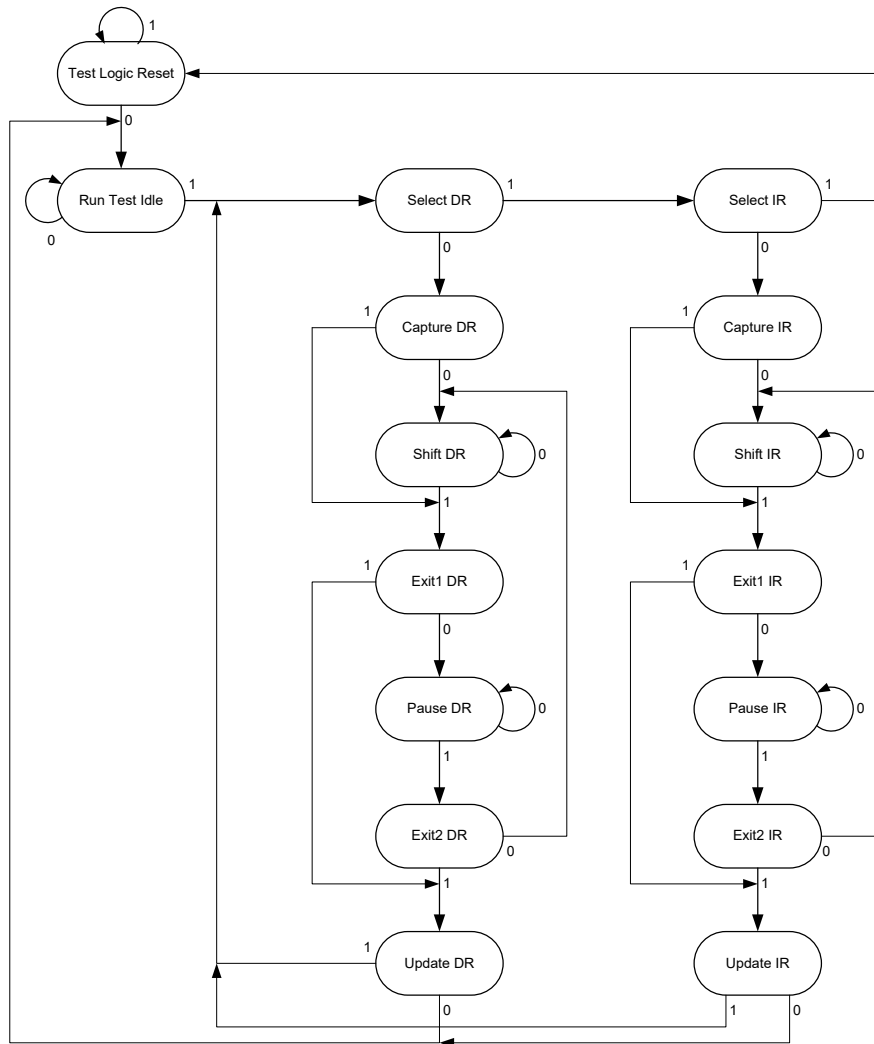 1
Test Logic Reset
0
Run Test Idle
1
0
Select DR
1
Select IR
1
0
0
1
Capture DR
1
Capture IR
0
0
Shift DR
0
Shift IR
0
1
1
1
Exit1 DR
1
Exit1 IR
0
0
Pause DR
0
Pause IR
0
1
1
Exit2 DR
0
Exit2 IR
0
1
1
1
Update DR
Update IR
0
1
0